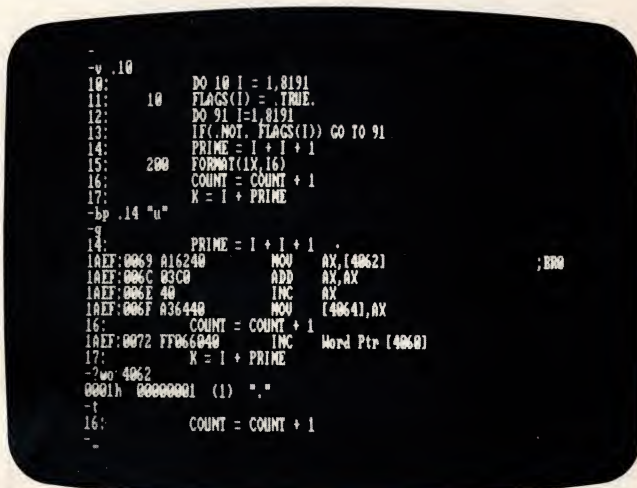 -
-v .10
10:          DO 10 I = 1,8191
11:     10   FLAGS(I) = .TRUE.
12:          DO 91 I=1,8191
13:          IF(.NOT. FLAGS(I)) GO TO 91
14:          PRIME = I + I + 1
15:     200  FORMAT(1X,I6)
16:          COUNT = COUNT + 1
17:          K = I + PRIME
-bp .14 "u"
-g
14:          PRIME = I + I + 1
1AEF:0069 A16240          MOV     AX,[4062]                    ;BR0
1AEF:006C 03C0            ADD     AX,AX
1AEF:006E 40              INC     AX
1AEF:006F A36440          MOV     [4064],AX
16:          COUNT = COUNT + 1
1AEF:0072 FF066040        INC     Word Ptr [4060]
17:          K = I + PRIME
-?wo 4062
0001h  00000001  (1)  "."
-t
16:          COUNT = COUNT + 1
-_